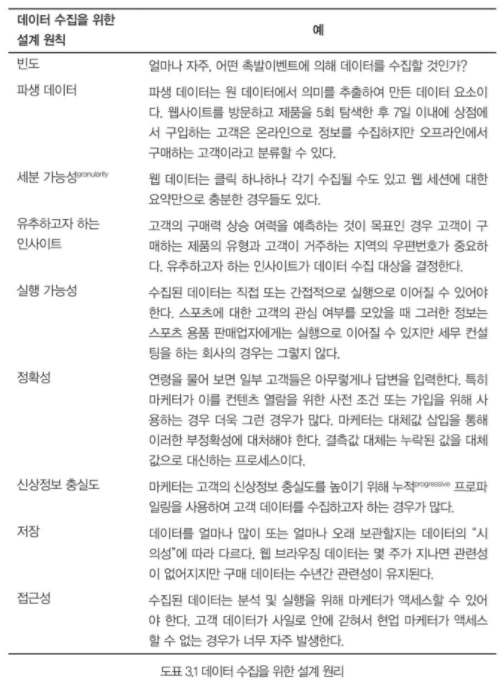 데이터 수집을 위한
설계 원칙
예
빈도
얼마나 자주, 어떤 촉발이벤트에 의해 데이터를 수집할 것인가?
파생 데이터
파생 데이터는 원 데이터에서 의미를 추출하여 만든 데이터 요소이
다. 웹사이트를 방문하고 제품을 5회 탐색한 후 7일 이내에 상점에
서 구입하는 고객은 온라인으로 정보를 수집하지만 오프라인에서
구매하는 고객이라고 분류할 수 있다.
세분 가능성granularity
웹 데이터는 클릭 하나하나 각기 수집될 수도 있고 웹 세션에 대한
요약만으로 충분한 경우들도 있다.
유추하고자 하는
인사이트
고객의 구매력 상승 여력을 예측하는 것이 목표인 경우 고객이 구
매하는 제품의 유형과 고객이 거주하는 지역의 우편번호가 중요하
다. 유추하고자 하는 인사이트가 데이터 수집 대상을 결정한다.
실행 가능성
수집된 데이터는 직접 또는 간접적으로 실행으로 이어질 수 있어야
한다. 스포츠에 대한 고객의 관심 여부를 모았을 때 그러한 정보는
스포츠 용품 판매업자에게는 실행으로 이어질 수 있지만 세무 컨설
팅을 하는 회사의 경우는 그렇지 않다.
정확성
연령을 물어 보면 일부 고객들은 아무렇게나 답변을 입력한다. 특히
마케터가 이를 컨텐츠 열람을 위한 사전 조건 또는 가입을 위해 사
용하는 경우 더욱 그런 경우가 많다. 마케터는 대체값 삽입을 통해
이러한 부정확성에 대처해야 한다. 결측값 대체는 누락된 값을 대체
값으로 대신하는 프로세스이다.
신상정보 충실도
마케터는 고객의 신상정보 충실도를 높이기 위해 누적progressive 프로파
일링을 사용하여 고객 데이터를 수집하고자 하는 경우가 많다.
저장
데이터를 얼마나 많이 또는 얼마나 오래 보관할지는 데이터의 “시
의성”에 따라 다르다. 웹 브라우징 데이터는 몇 주가 지나면 관련성
이 없어지지만 구매 데이터는 수년간 관련성이 유지된다.
접근성
수집된 데이터는 분석 및 실행을 위해 마케터가 액세스할 수 있어
야 한다. 고객 데이터가 사일로 안에 갇혀서 현업 마케터가 액세스
할 수 없는 경우가 너무 자주 발생한다.
도표 3.1 데이터 수집을 위한 설계 원리